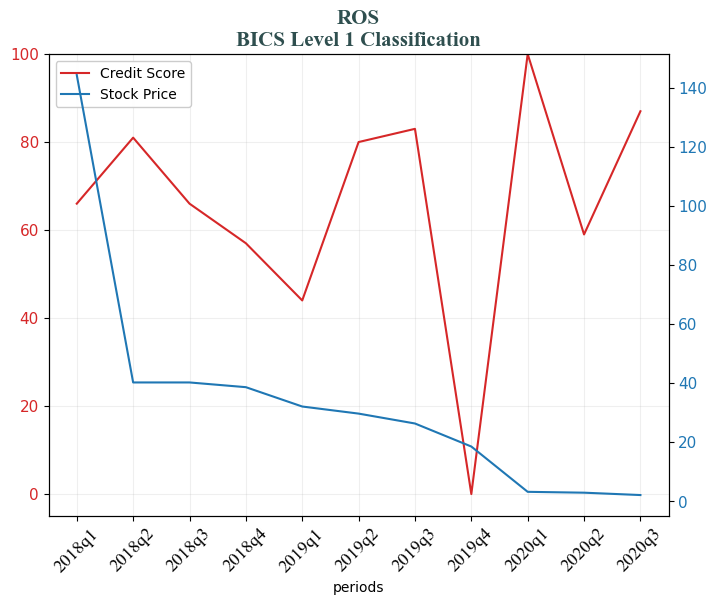 ROS
BICS Level 1 Classification
Credit Score
Stock Price
100
80
60
40
20
0
140
120
100
80
60
40
20
0
2018q1
2018q2
2018q3
2018q4
2019q1
2019q2
2019q3
2019q4
2020q1
2020q2
2020q3
periods